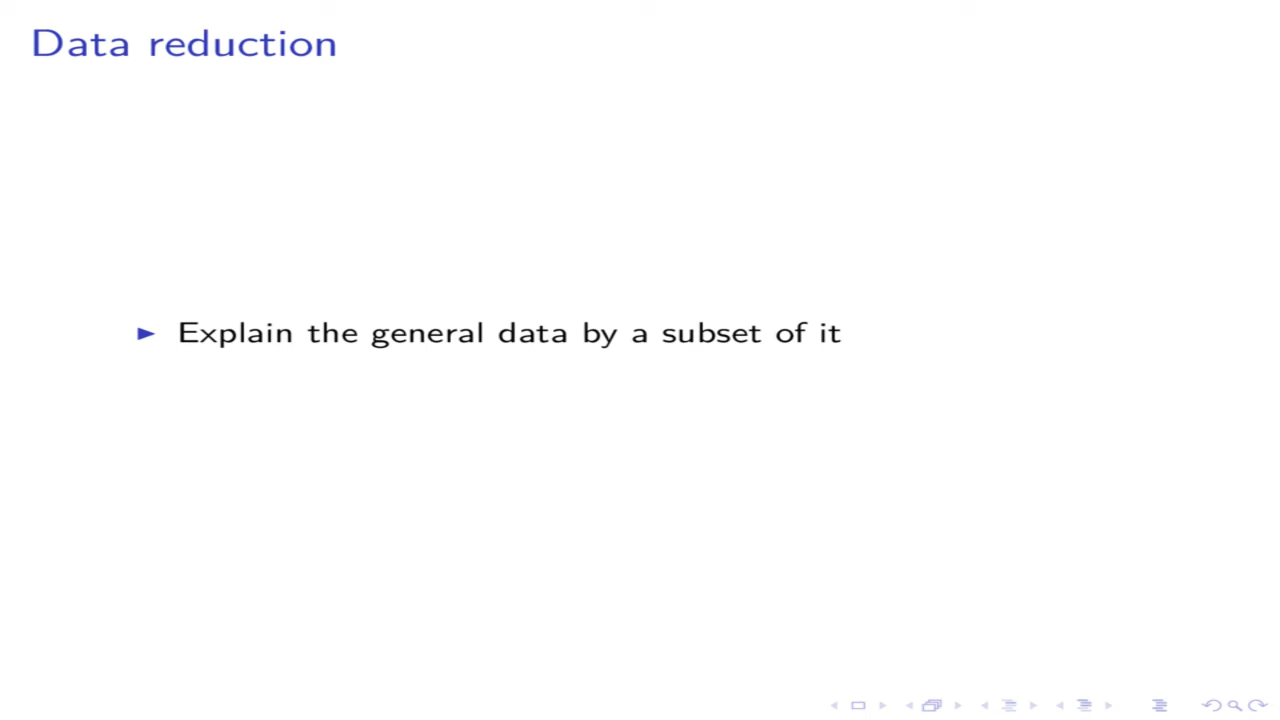 Data reduction
Explain the general data by a subset of it